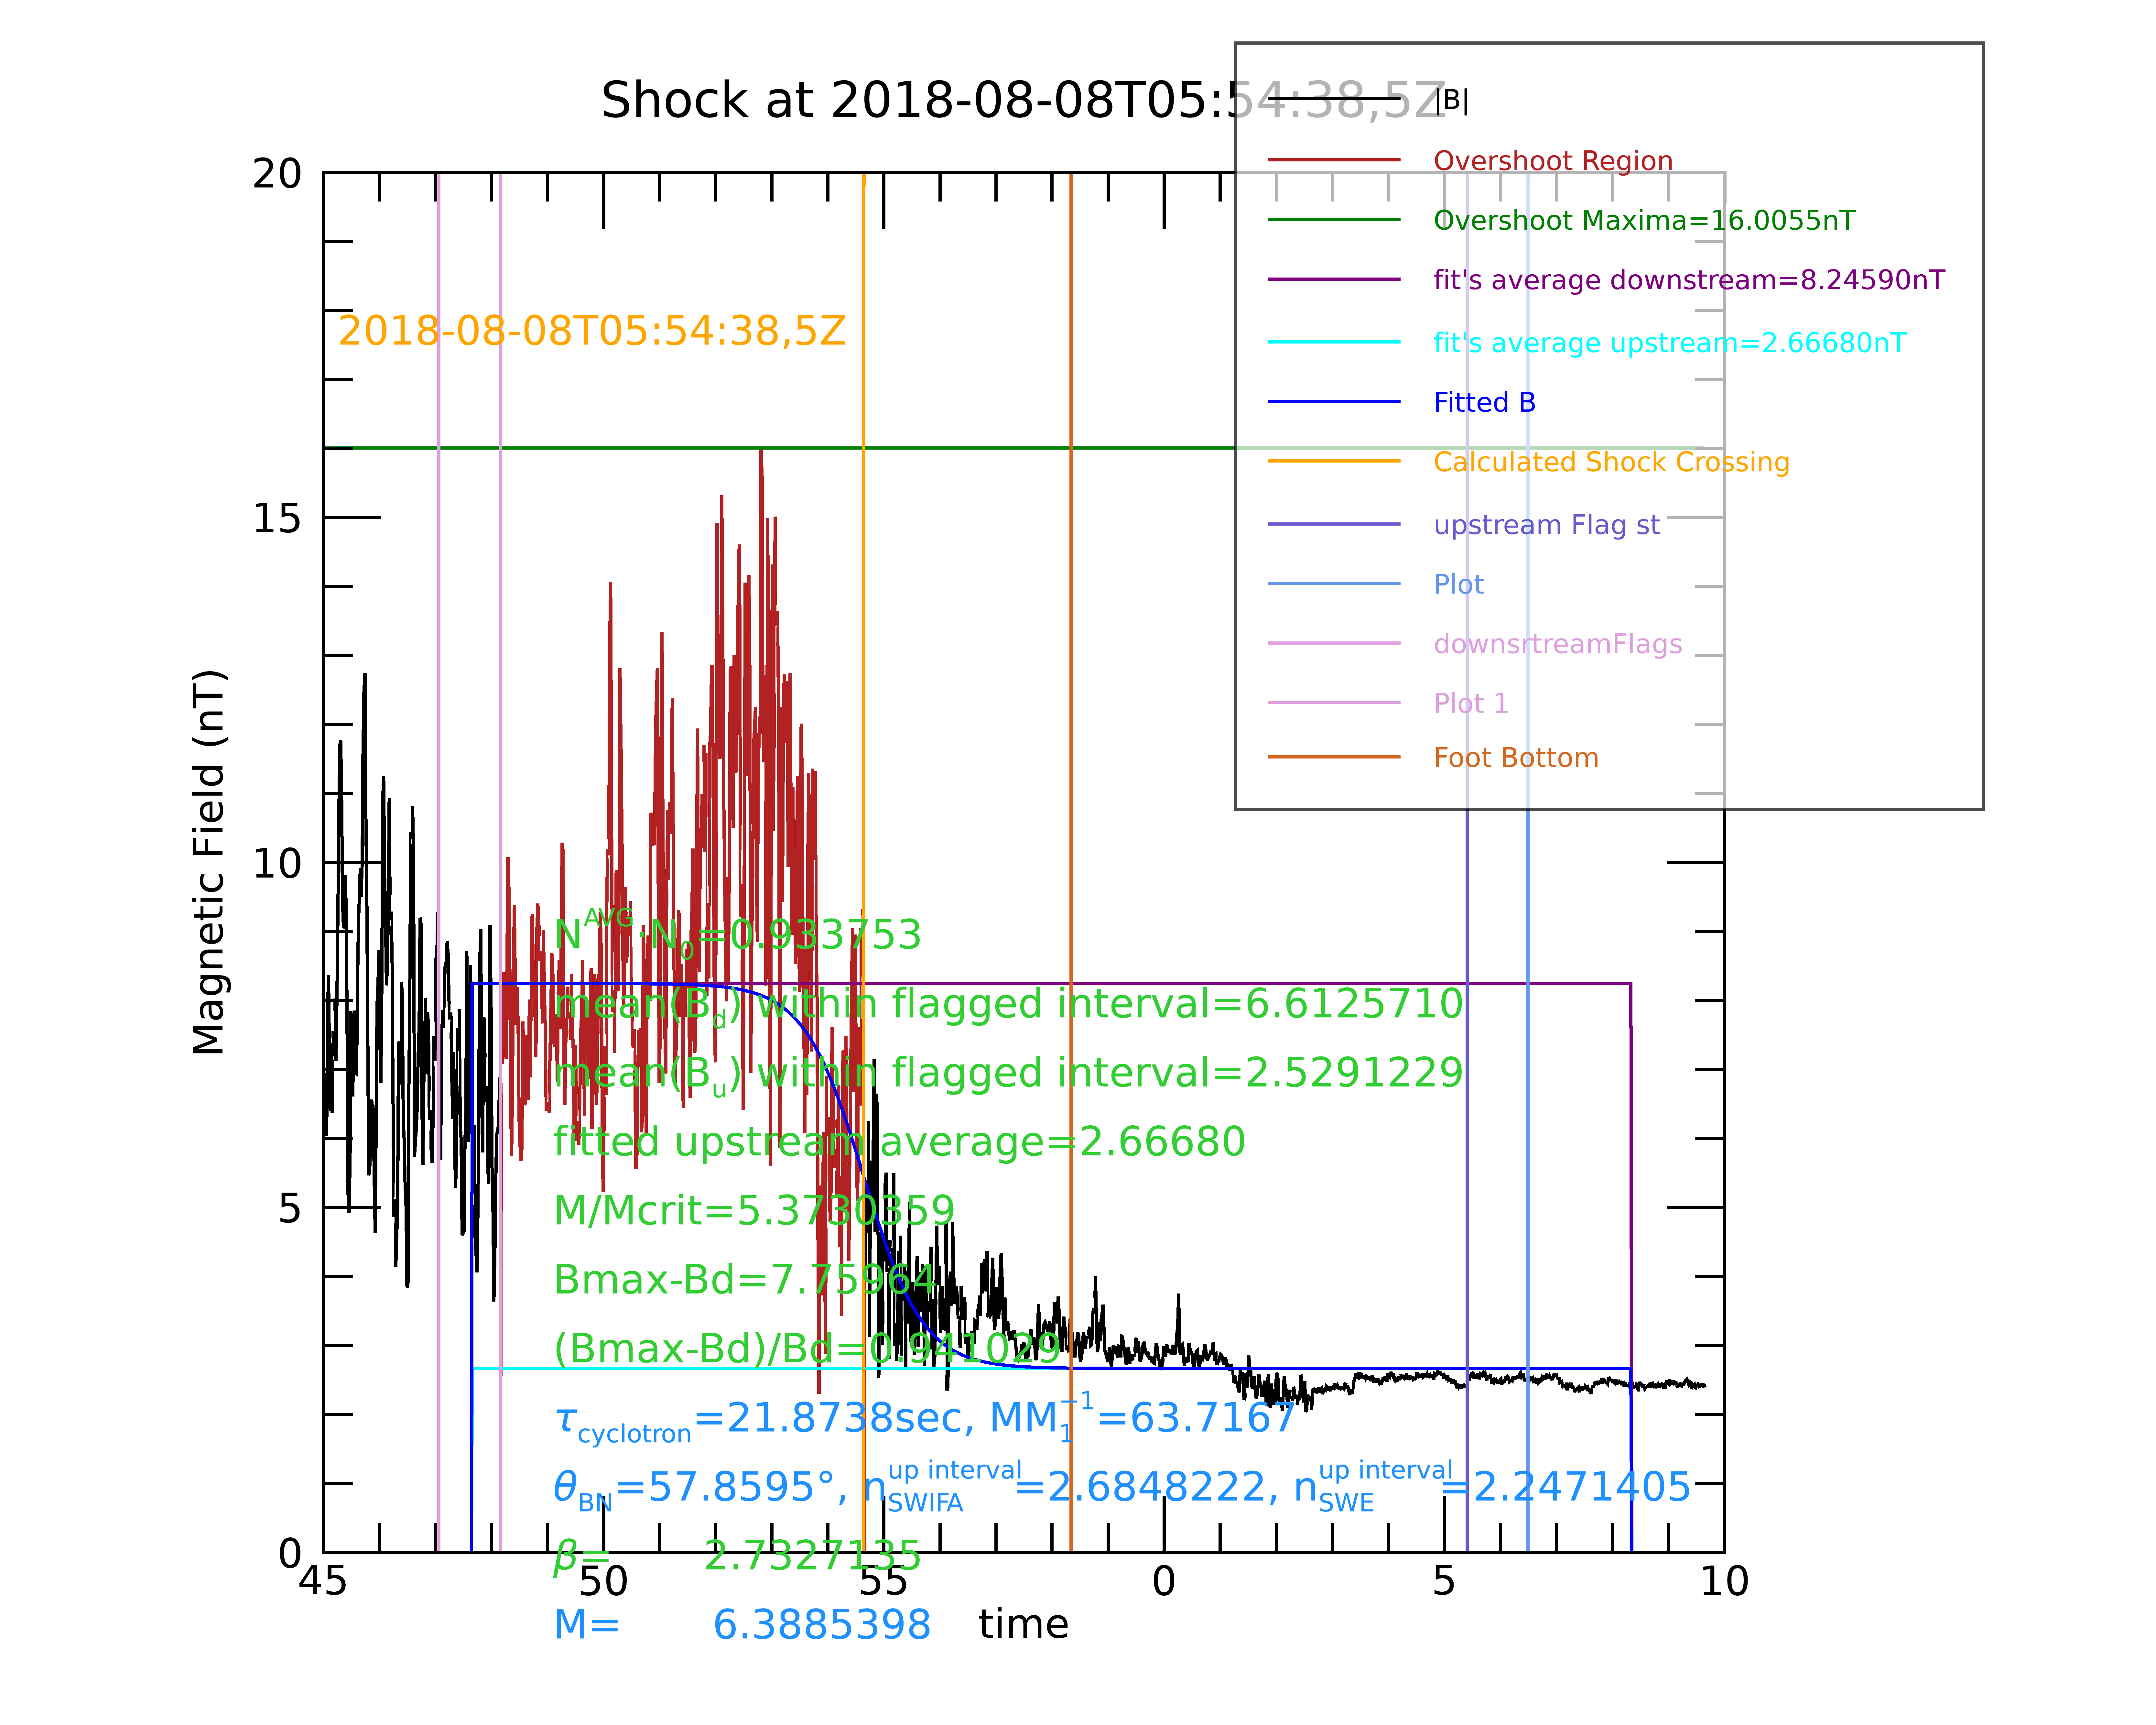 Shock at 2018-08-08T05:54:38,5Z
|B|
Overshoot Region
Overshoot Maxima=16.0055nT
fit's average downstream=8.24590nT
fit's average upstream=2.66680nT
Fitted B
Calculated Shock Crossing
upstream Flag st
Plot
downsrtreamFlags
Plot 1
Foot Bottom
20
15
10
5
0
Magnetic Field (nT)
2018-08-08T05:54:38,5Z
N^AVG·N_0=0.933753
mean(B_d) within flagged interval=6.6125710
mean(B_u) within flagged interval=2.5291229
fitted upstream average=2.66680
M/Mcrit=5.3730359
Bmax-Bd=7.75964
(Bmax-Bd)/Bd=0.941029
τ_cyclotron=21.8738sec, MM_1^−1=63.7167
θ_BN=57.8595°, n_SWIFA^up interval=2.6848222, n_SWE^up interval=2.2471405
β= 2.7327135
M= 6.3885398
45 50 55 0 5 10
time